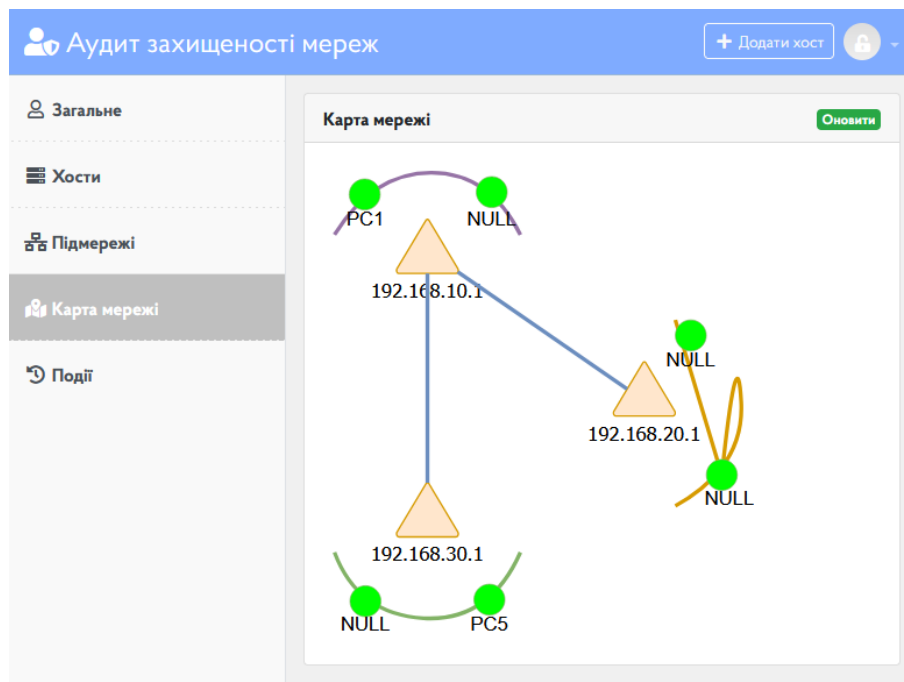 Аудит захищеності мереж
Додати хост
Загальне
Хости
Підмережі
Карта мережі
Події
Карта мережі
Оновити
PC1
NULL
192.168.10.1
NULL
192.168.20.1
NULL
192.168.30.1
NULL
PC5